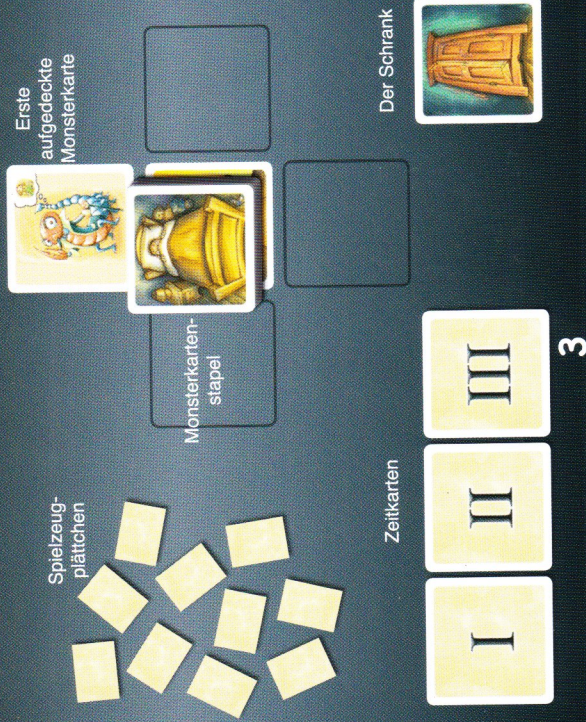 Spielzeug-
plättchen
Erste
aufgedeckte
Monsterkarte
Monsterkarten-
stapel
Zeitkarten
Der Schrank
I
II
III
3